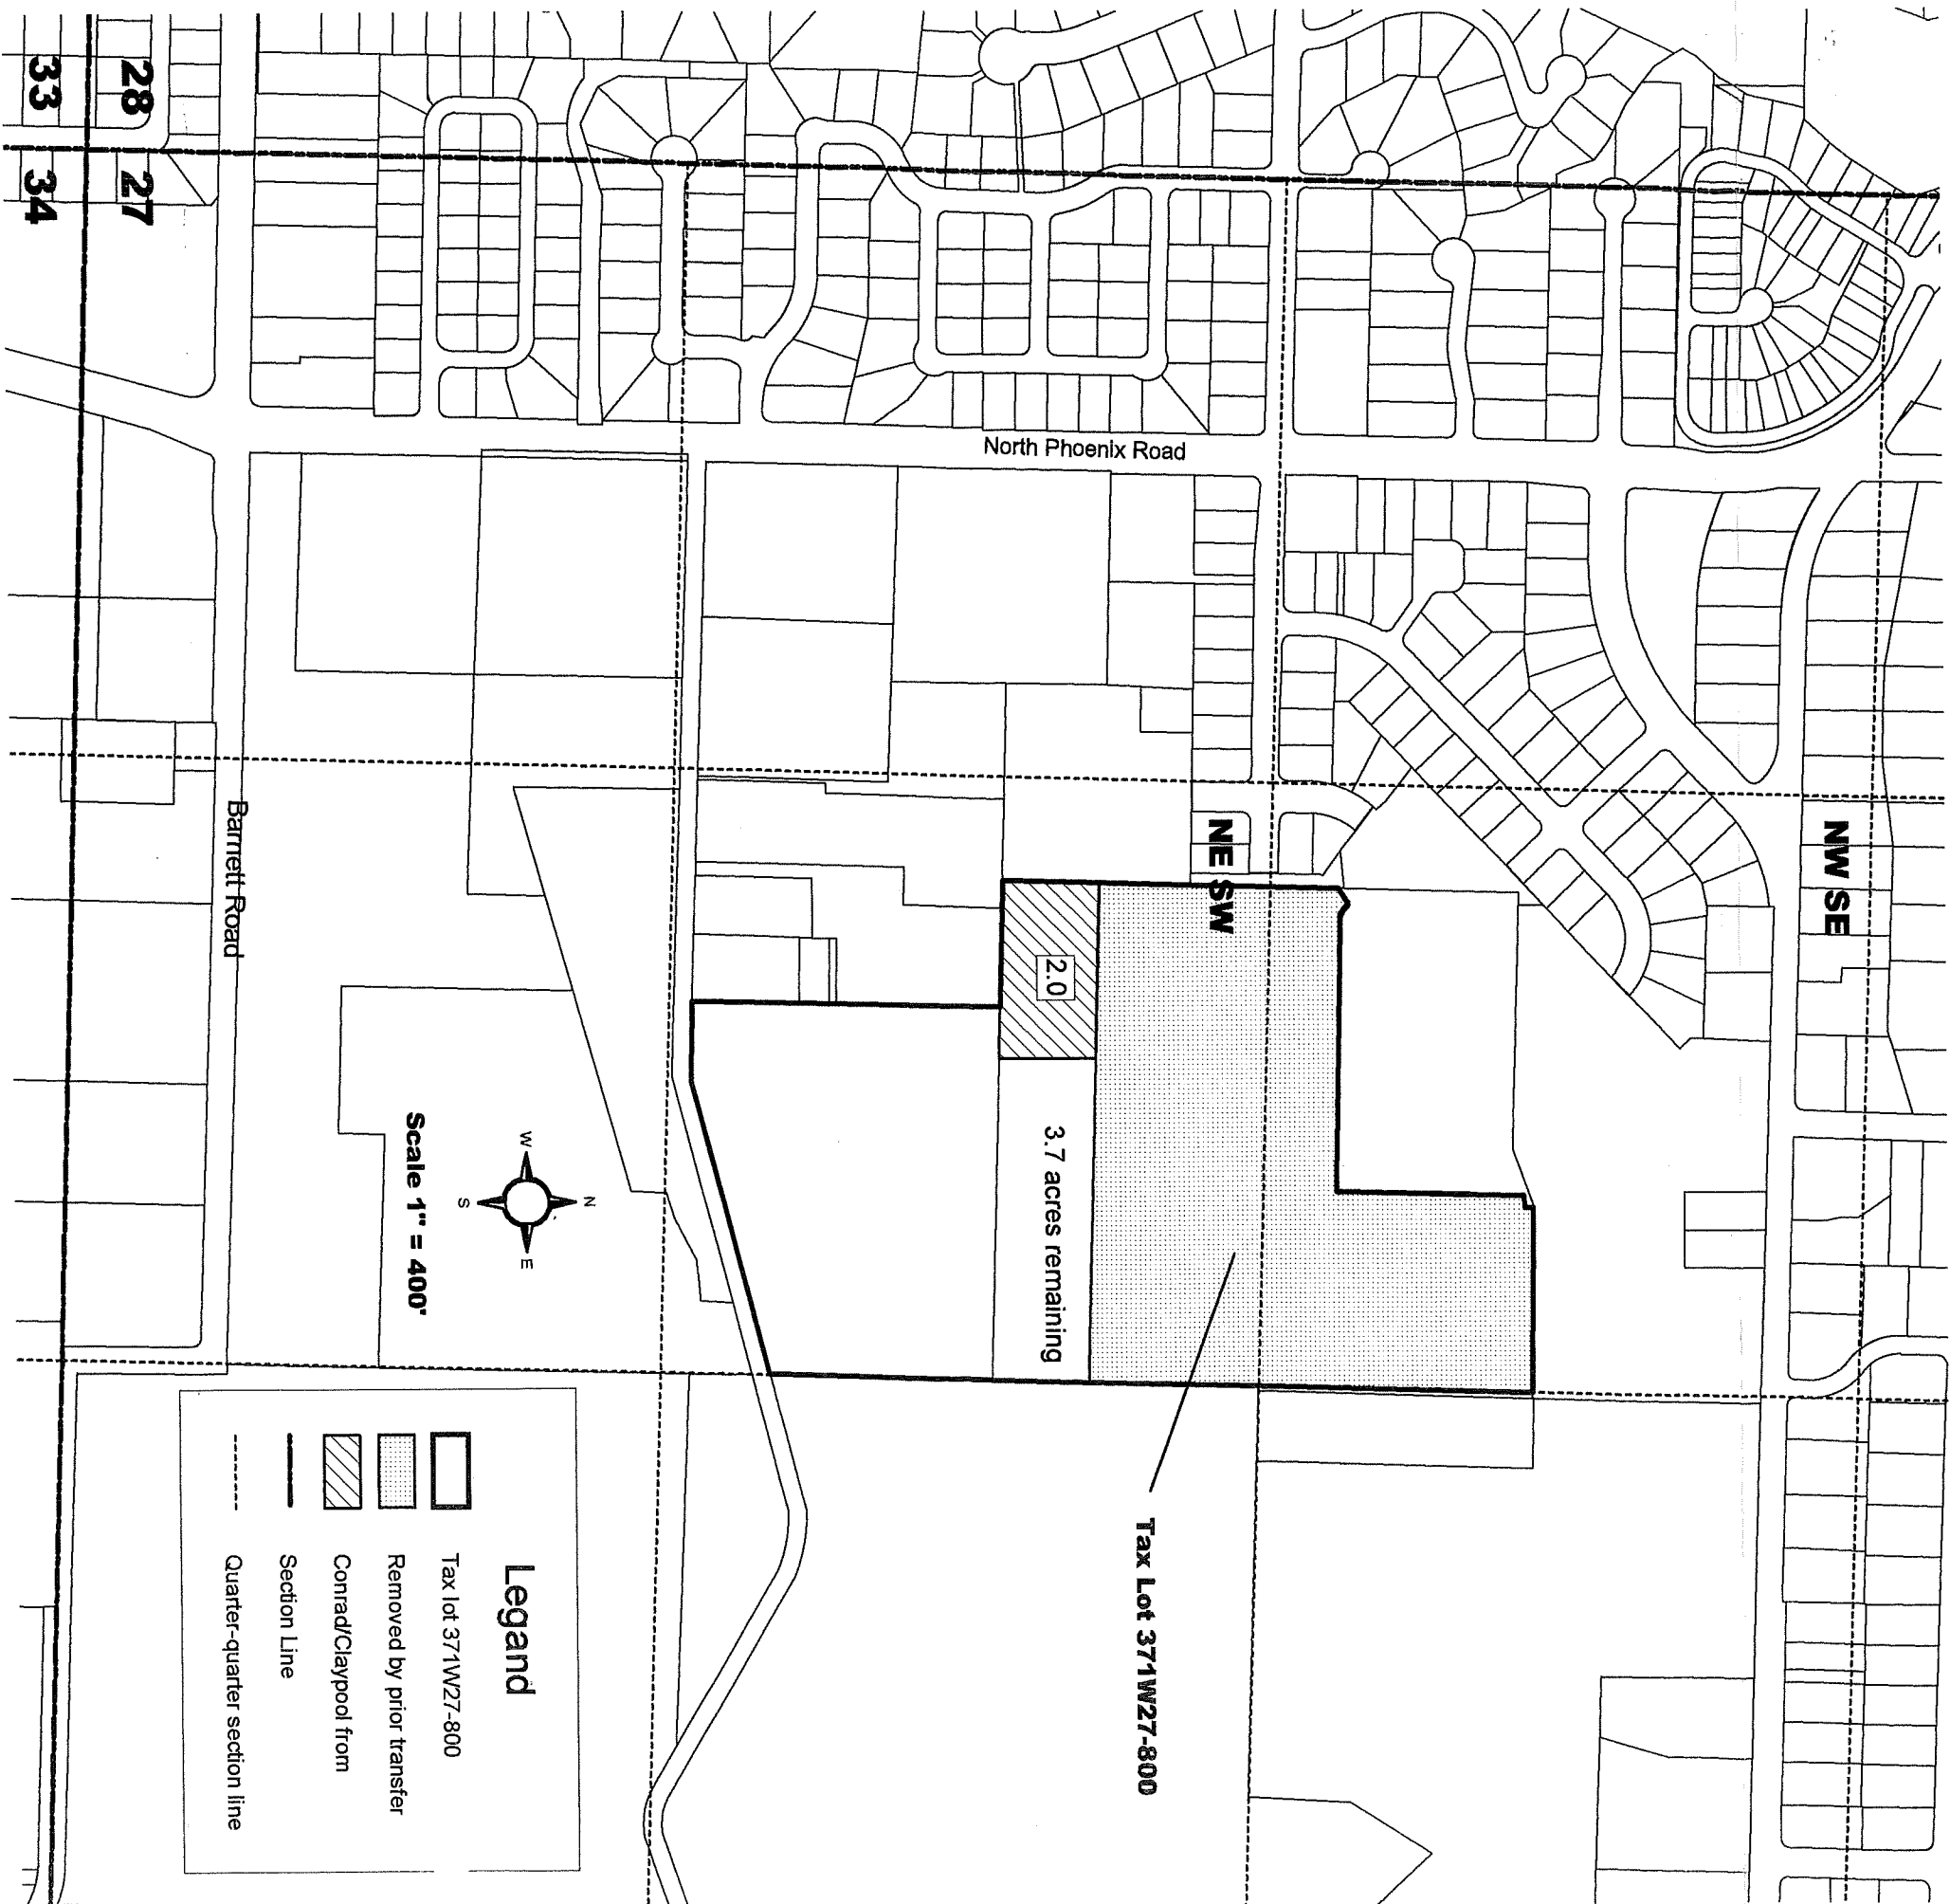 33
28
34
27
North Phoenix Road
Barnett Road
NE SW
NW SE
2.0
3.7 acres remaining
Scale 1" = 400'
W
N
S
E
Tax Lot 371W27-800
Legand
Tax lot 371W27-800
Removed by prior transfer
Conrad/Claypool from
Section Line
Quarter-quarter section line